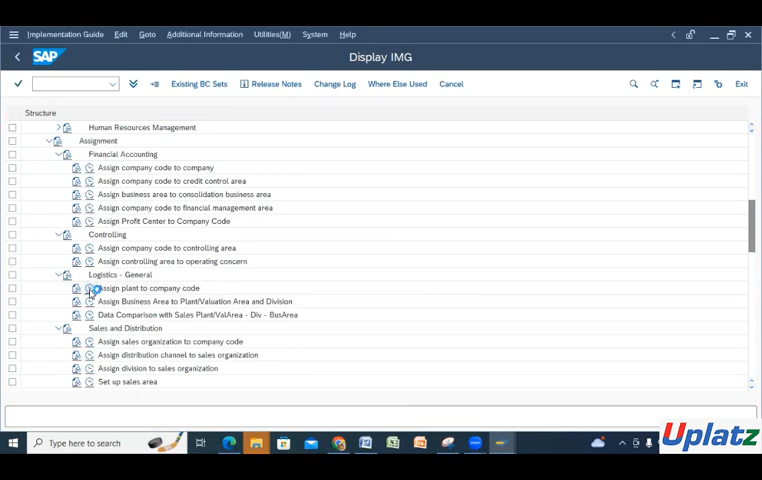 Implementation Guide Edit Goto Additional Information Utilities(M) System Help
SAP Display IMG
Existing BC Sets Release Notes Change Log Where Else Used Cancel Exit
Structure
Human Resources Management
Assignment
Financial Accounting
Assign company code to company
Assign company code to credit control area
Assign business area to consolidation business area
Assign company code to financial management area
Assign Profit Center to Company Code
Controlling
Assign company code to controlling area
Assign controlling area to operating concern
Logistics - General
Assign plant to company code
Assign Business Area to Plant/Valuation Area and Division
Data Comparison with Sales Plant/ValArea - Div - BusArea
Sales and Distribution
Assign sales organization to company code
Assign distribution channel to sales organization
Assign division to sales organization
Set up sales area
Type here to search
Uplatz